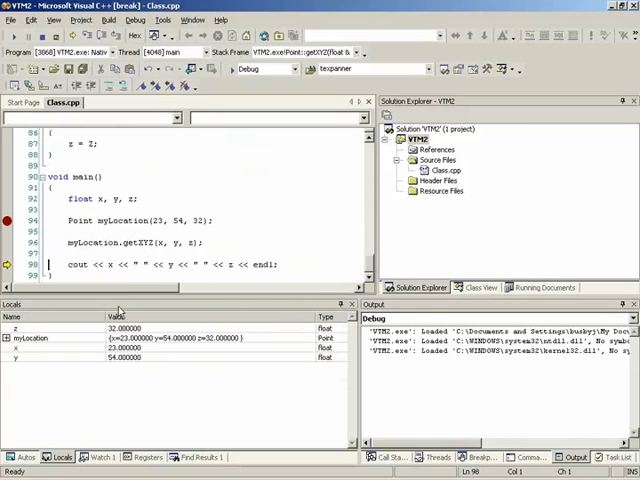 VTM2 - Microsoft Visual C++ [break] - Class.cpp
File Edit View Project Build Debug Tools Window Help
Program [3868] VTM2.exe: Nativ Thread [4048] main Stack Frame VTM2.exe!Point::getXYZ(float &
Debug texpanner
Start Page Class.cpp
86 {
87 z = Z;
88 }
89
90 void main()
91 {
92 float x, y, z;
93
94 Point myLocation(23, 54, 32);
95
96 myLocation.getXYZ(x, y, z);
97
98 cout << x << " " << y << " " << z << endl;
99 }
Solution Explorer - VTM2
Solution 'VTM2' (1 project)
VTM2
References
Source Files
Class.cpp
Header Files
Resource Files
Solution Explorer Class View Running Documents
Locals
Name Value Type
z 32.000000 float
myLocation {x=23.000000 y=54.000000 z=32.000000 } Point
x 23.000000 float
y 54.000000 float
Autos Locals Watch 1 Registers Find Results 1
Output
Debug
'VTM2.exe': Loaded 'C:\Documents and Settings\busbyj\My Docu
'VTM2.exe': Loaded 'C:\WINDOWS\system32\ntdll.dll', No symbo
'VTM2.exe': Loaded 'C:\WINDOWS\system32\kernel32.dll', No sy
Call Sta... Threads Breakp... Comma... Output Task List
Ready Ln 98 Col 1 Ch 1 INS